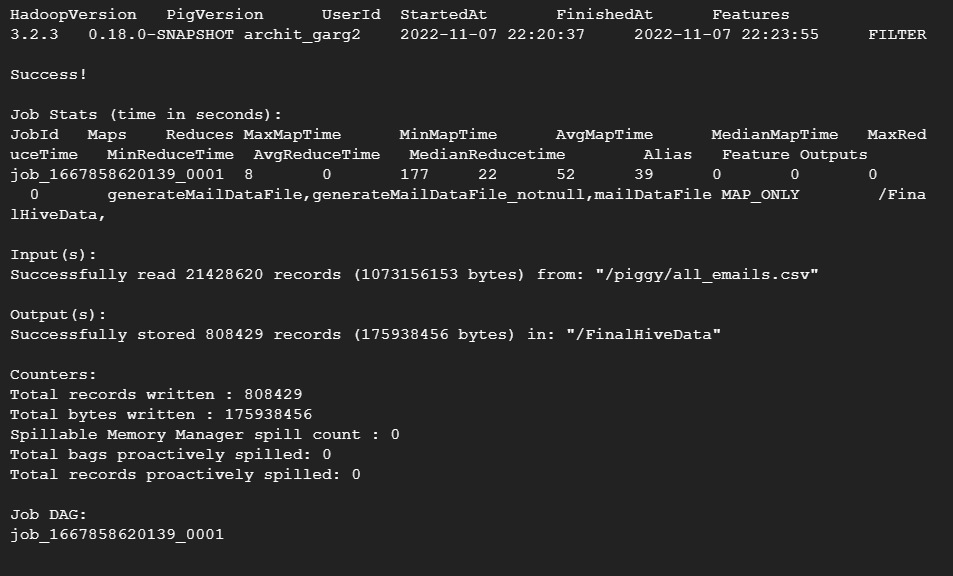 HadoopVersion   PigVersion      UserId  StartedAt       FinishedAt      Features
3.2.3   0.18.0-SNAPSHOT archit_garg2    2022-11-07 22:20:37     2022-11-07 22:23:55     FILTER
Success!
Job Stats (time in seconds):
JobId   Maps    Reduces MaxMapTime      MinMapTime      AvgMapTime      MedianMapTime   MaxRed
uceTime   MinReduceTime  AvgReduceTime   MedianReducetime        Alias   Feature Outputs
job_1667858620139_0001  8       0       177     22      52      39      0       0       0
  0       generateMailDataFile,generateMailDataFile_notnull,mailDataFile MAP_ONLY        /Fina
lHiveData,
Input(s):
Successfully read 21428620 records (1073156153 bytes) from: "/piggy/all_emails.csv"
Output(s):
Successfully stored 808429 records (175938456 bytes) in: "/FinalHiveData"
Counters:
Total records written : 808429
Total bytes written : 175938456
Spillable Memory Manager spill count : 0
Total bags proactively spilled: 0
Total records proactively spilled: 0
Job DAG:
job_1667858620139_0001